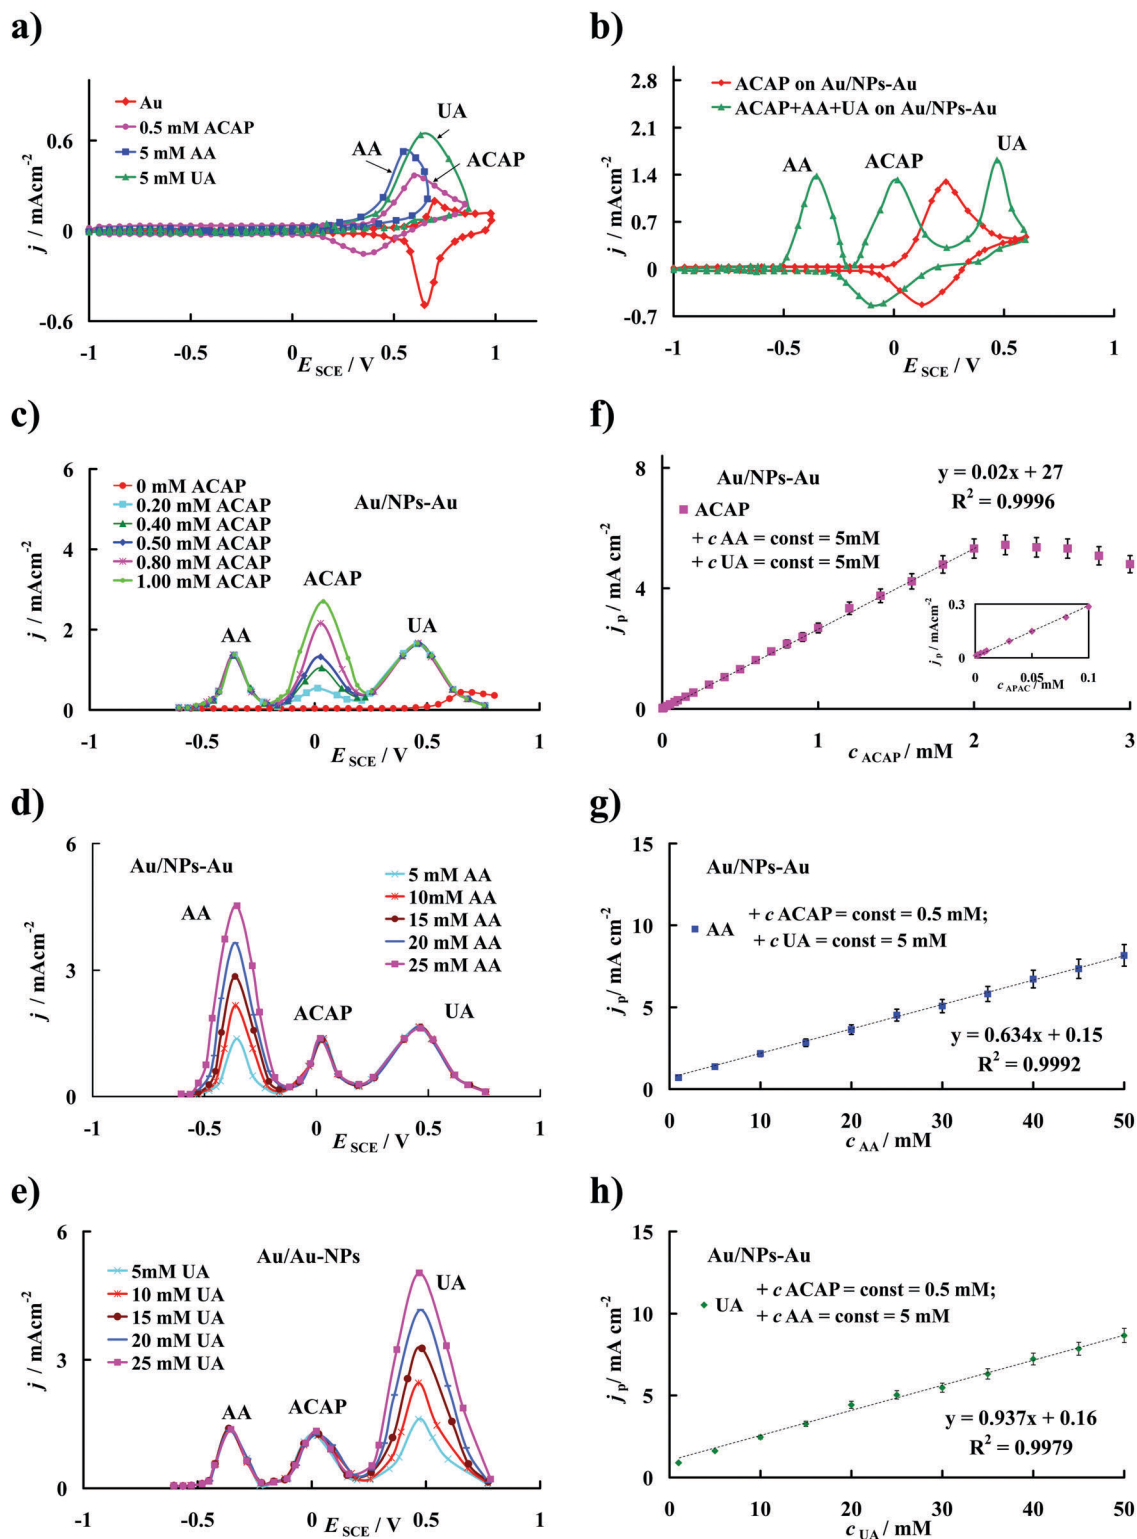 a)
Au
0.5 mM ACAP
5 mM AA
5 mM UA
UA
AA
ACAP
0.6
0
-0.6
j / mAcm-2
-1 -0.5 0 0.5 1
E SCE / V
b)
ACAP on Au/NPs-Au
ACAP+AA+UA on Au/NPs-Au
AA ACAP UA
2.8
2.1
1.4
0.7
0
-0.7
j / mAcm-2
-1 -0.5 0 0.5 1
E SCE / V
c)
0 mM ACAP
0.20 mM ACAP
0.40 mM ACAP
0.50 mM ACAP
0.80 mM ACAP
1.00 mM ACAP
Au/NPs-Au
AA ACAP UA
6
4
2
0
j / mAcm-2
-1 -0.5 0 0.5 1
E SCE / V
f)
Au/NPs-Au
ACAP
+ c AA = const = 5mM
+ c UA = const = 5mM
y = 0.02x + 27
R2 = 0.9996
8
4
0
jp / mA cm-2
0 1 2 3
c ACAP / mM
0.3
0
jp / mAcm-2
0 0.05 0.1
c APAC / mM
d)
Au/NPs-Au
AA ACAP UA
5 mM AA
10mM AA
15 mM AA
20 mM AA
25 mM AA
6
3
0
j / mAcm-2
-1 -0.5 0 0.5 1
E SCE / V
g)
Au/NPs-Au
AA
+ c ACAP = const = 0.5 mM;
+ c UA = const = 5 mM
y = 0.634x + 0.15
R2 = 0.9992
15
10
5
0
jp/ mA cm-2
0 10 20 30 40 50
c AA / mM
e)
Au/Au-NPs
5mM UA
10 mM UA
15 mM UA
20 mM UA
25 mM UA
AA ACAP UA
6
3
0
j / mAcm-2
-1 -0.5 0 0.5 1
E SCE / V
h)
Au/NPs-Au
UA
+ c ACAP = const = 0.5 mM;
+ c AA = const = 5 mM
y = 0.937x + 0.16
R2 = 0.9979
15
10
5
0
jp/ mA cm-2
0 10 20 30 40 50
c UA / mM